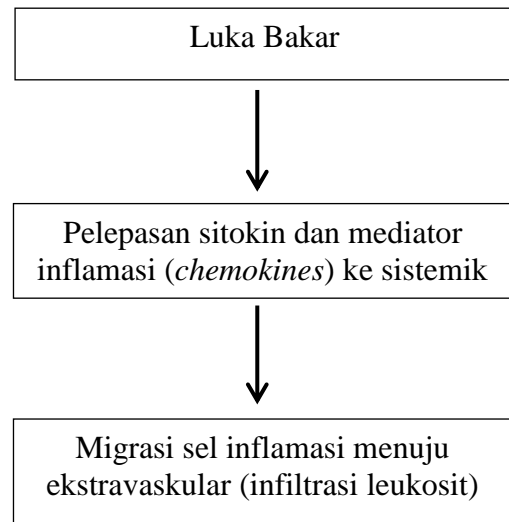 Luka Bakar
Pelepasan sitokin dan mediator
inflamasi (chemokines) ke sistemik
Migrasi sel inflamasi menuju
ekstravaskular (infiltrasi leukosit)